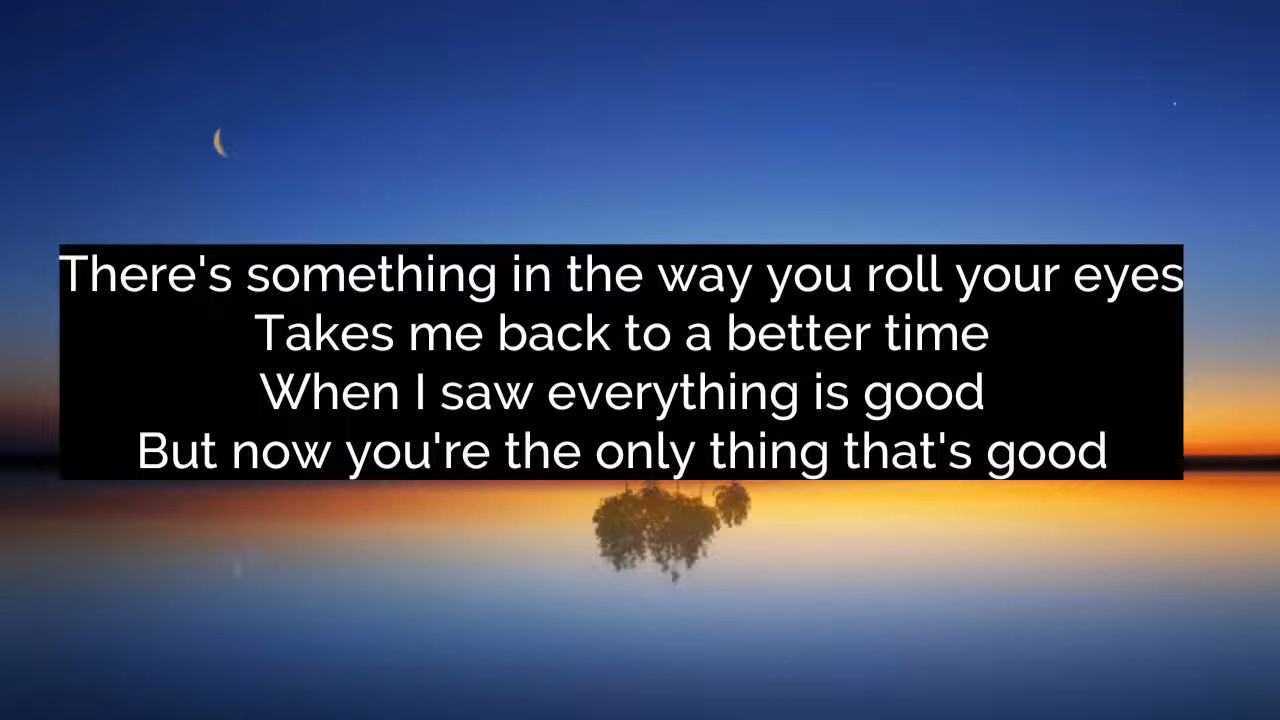 There's something in the way you roll your eyes
Takes me back to a better time
When I saw everything is good
But now you're the only thing that's good